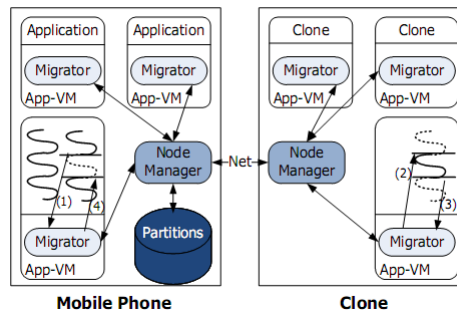 Application
Migrator
App-VM
Application
Migrator
App-VM
Node
Manager
Partitions
(1)
(4)
Migrator
App-VM
Mobile Phone
Net
Clone
Migrator
App-VM
Clone
Migrator
App-VM
Node
Manager
(2)
(3)
Migrator
App-VM
Clone